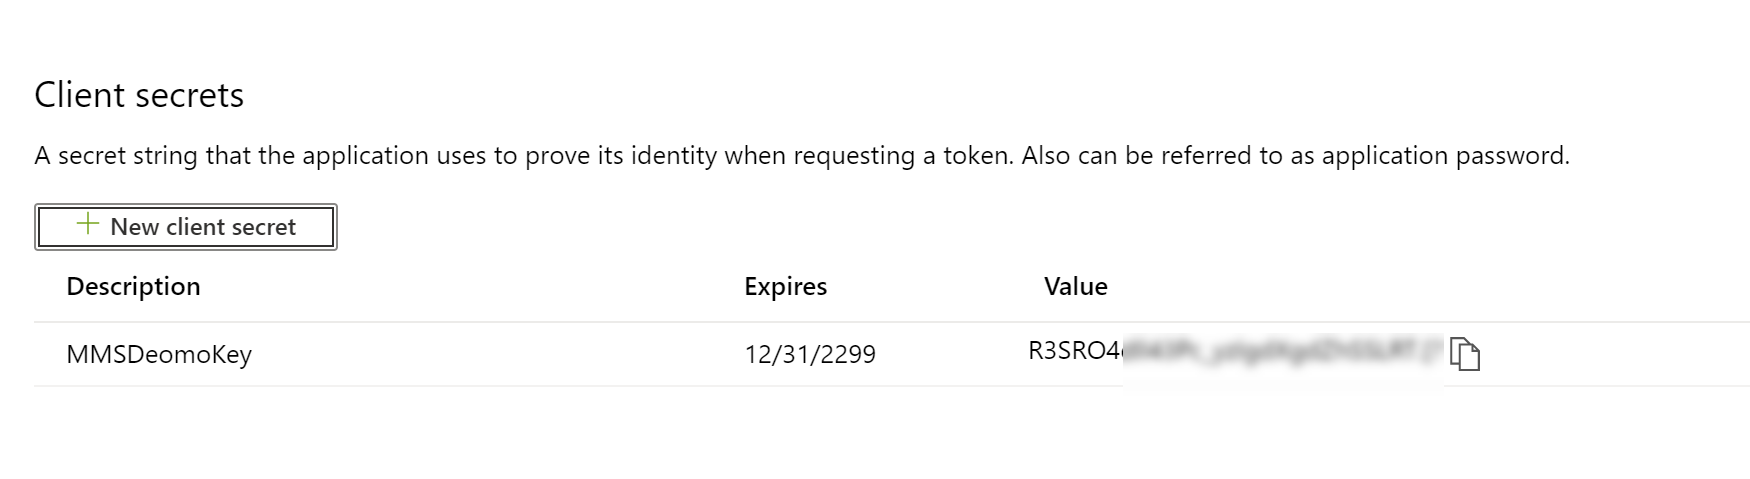 Client secrets
A secret string that the application uses to prove its identity when requesting a token. Also can be referred to as application password.
New client secret
Description Expires Value
MMSDeomoKey 12/31/2299